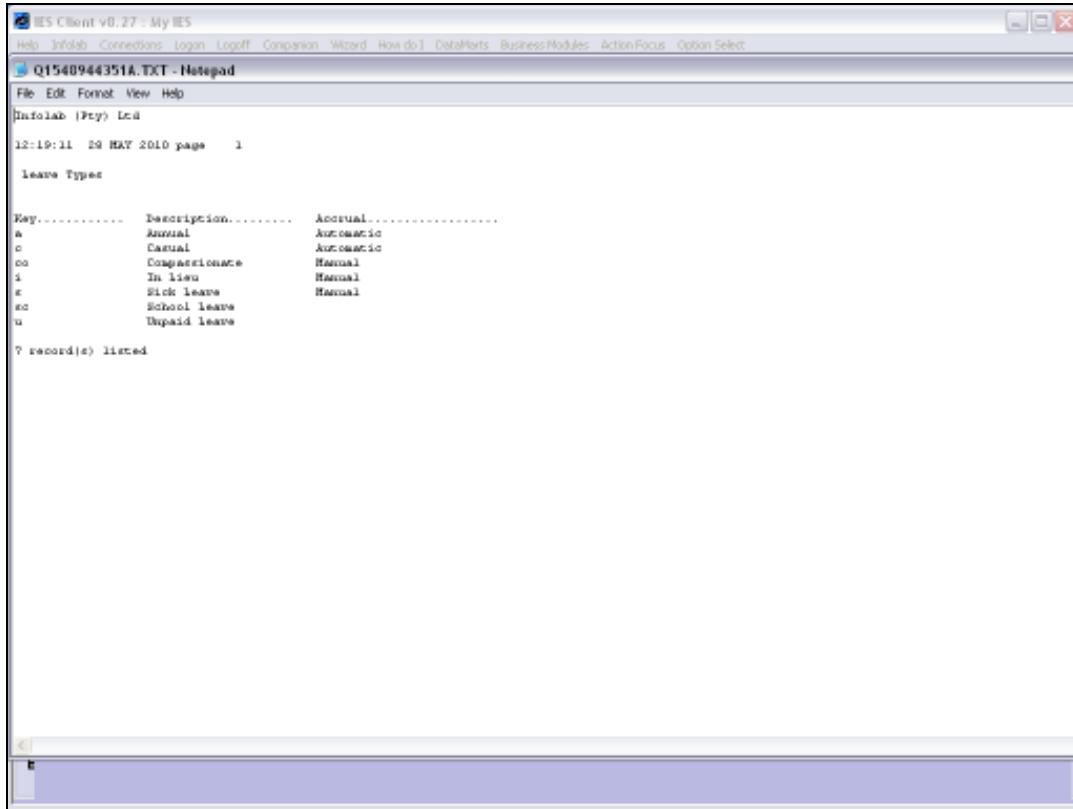 IES Client v8.27 : My IES
Help Infolab Connections Logon Logoff Companion Wizard How do I DataMarts Business Modules Action Focus Option Select
Q1548944351A.TXT - Notepad
File Edit Format View Help
Infolab (Pty) Ltd
12:19:11 28 MAY 2010 page 1
Leave Types
Key............ Description......... Accrual..................
a Annual Automatic
c Casual Automatic
co Compassionate Manual
i In lieu Manual
s Sick leave Manual
sc School leave
u Unpaid leave
7 record(s) listed